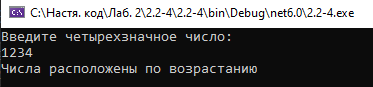 C:\Настя. код\Лаб. 2\2.2-4\2.2-4\bin\Debug\net6.0\2.2-4.exe
Введите четырехзначное число:
1234
Числа расположены по возрастанию